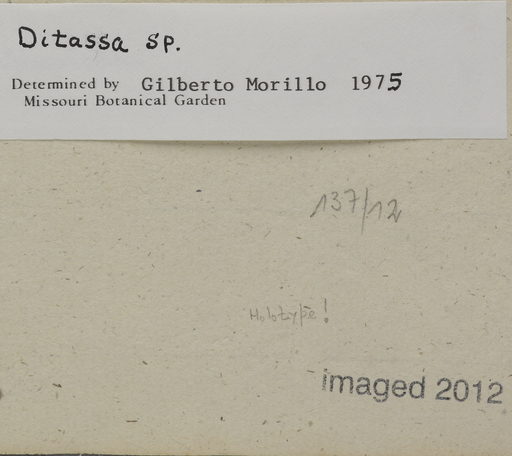 Ditassa sp.
Determined by Gilberto Morillo 1975
Missouri Botanical Garden
137/12
Holotype!
imaged 2012